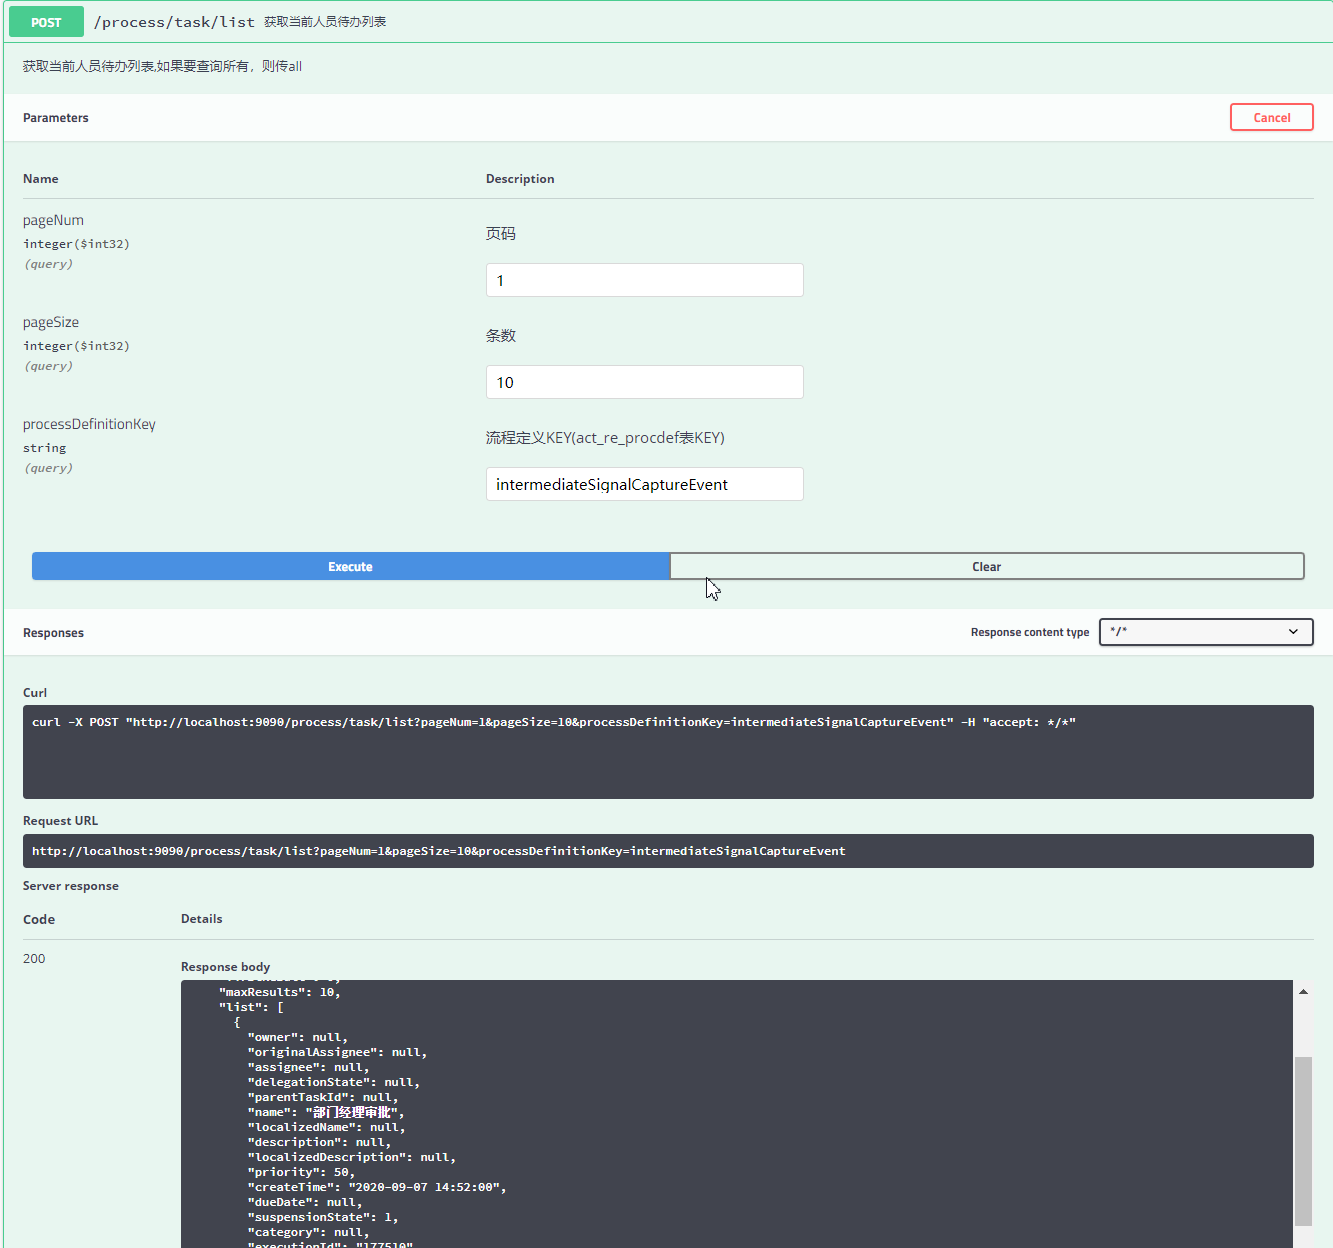 POST /process/task/list 获取当前人员待办列表
获取当前人员待办列表,如果要查询所有，则传all
Parameters
Cancel
Name Description
pageNum
integer($int32)
(query)
页码
1
pageSize
integer($int32)
(query)
条数
10
processDefinitionKey
string
(query)
流程定义KEY(act_re_procdef表KEY)
intermediateSignalCaptureEvent
Execute Clear
Responses
Response content type */*
Curl
curl -X POST "http://localhost:9090/process/task/list?pageNum=1&pageSize=10&processDefinitionKey=intermediateSignalCaptureEvent" -H "accept: */*"
Request URL
http://localhost:9090/process/task/list?pageNum=1&pageSize=10&processDefinitionKey=intermediateSignalCaptureEvent
Server response
Code Details
200
Response body
"maxResults": 10,
"list": [
{
"owner": null,
"originalAssignee": null,
"assignee": null,
"delegationState": null,
"parentTaskId": null,
"name": "部门经理审批",
"localizedName": null,
"description": null,
"localizedDescription": null,
"priority": 50,
"createTime": "2020-09-07 14:52:00",
"dueDate": null,
"suspensionState": 1,
"category": null,
"executionId": "177510"